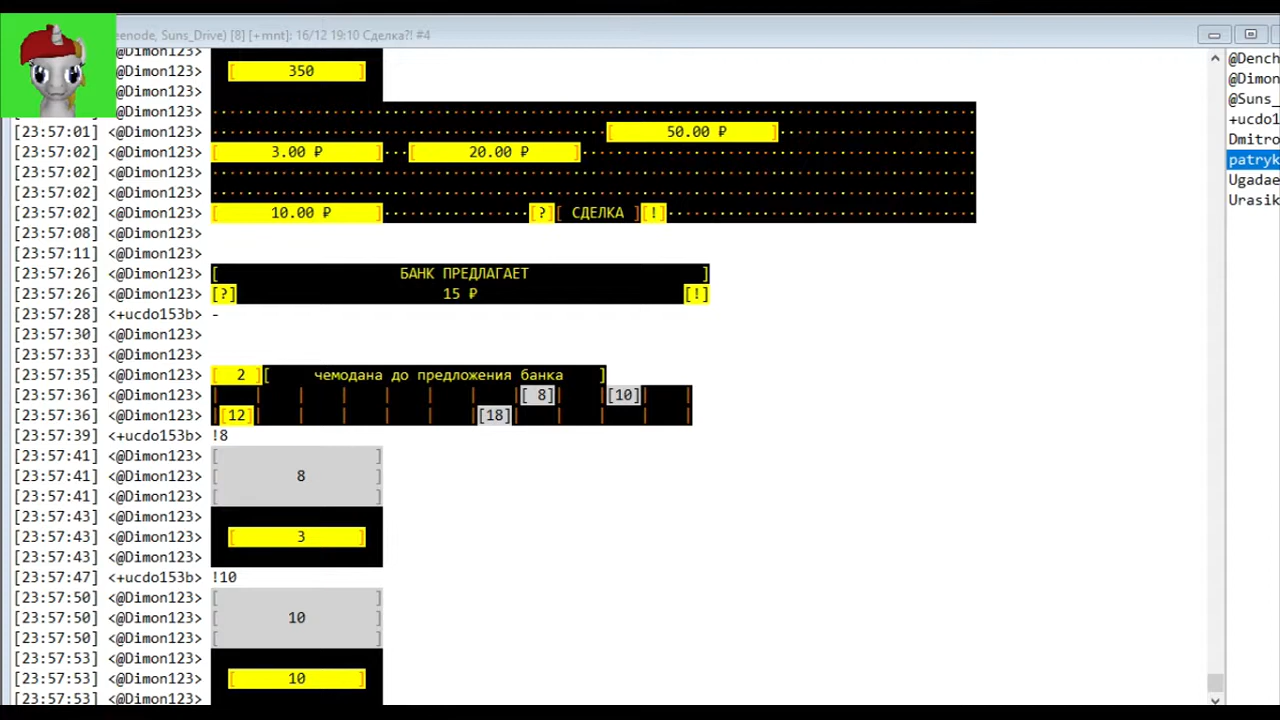 eenode, Suns_Drive) [8] [+mnt]: 16/12 19:10 Сделка?! #4
<@Dimon123>
<@Dimon123> [ 350 ]
<@Dimon123>
<@Dimon123>
[23:57:01] <@Dimon123> [ 50.00 ₽ ]
[23:57:02] <@Dimon123> [ 3.00 ₽ ] [ 20.00 ₽ ]
[23:57:02] <@Dimon123>
[23:57:02] <@Dimon123>
[23:57:02] <@Dimon123> [ 10.00 ₽ ] [?][ СДЕЛКА ][!]
[23:57:08] <@Dimon123>
[23:57:11] <@Dimon123>
[23:57:26] <@Dimon123> [ БАНК ПРЕДЛАГАЕТ ]
[23:57:26] <@Dimon123> [?] 15 ₽ [!]
[23:57:28] <+ucdo153b> -
[23:57:30] <@Dimon123>
[23:57:33] <@Dimon123>
[23:57:35] <@Dimon123> [ 2 ][ чемодана до предложения банка ]
[23:57:36] <@Dimon123> | | | | | | | [ 8] | [10] | |
[23:57:36] <@Dimon123> |[12]| | | | | [18] | | | | |
[23:57:39] <+ucdo153b> !8
[23:57:41] <@Dimon123> [ ]
[23:57:41] <@Dimon123> [ 8 ]
[23:57:41] <@Dimon123> [ ]
[23:57:43] <@Dimon123>
[23:57:43] <@Dimon123> [ 3 ]
[23:57:43] <@Dimon123>
[23:57:47] <+ucdo153b> !10
[23:57:50] <@Dimon123> [ ]
[23:57:50] <@Dimon123> [ 10 ]
[23:57:50] <@Dimon123> [ ]
[23:57:53] <@Dimon123>
[23:57:53] <@Dimon123> [ 10 ]
[23:57:53] <@Dimon123>
@Dench
@Dimon
@Suns_
+ucdo1
Dmitro
patryk
Ugadae
Urasik